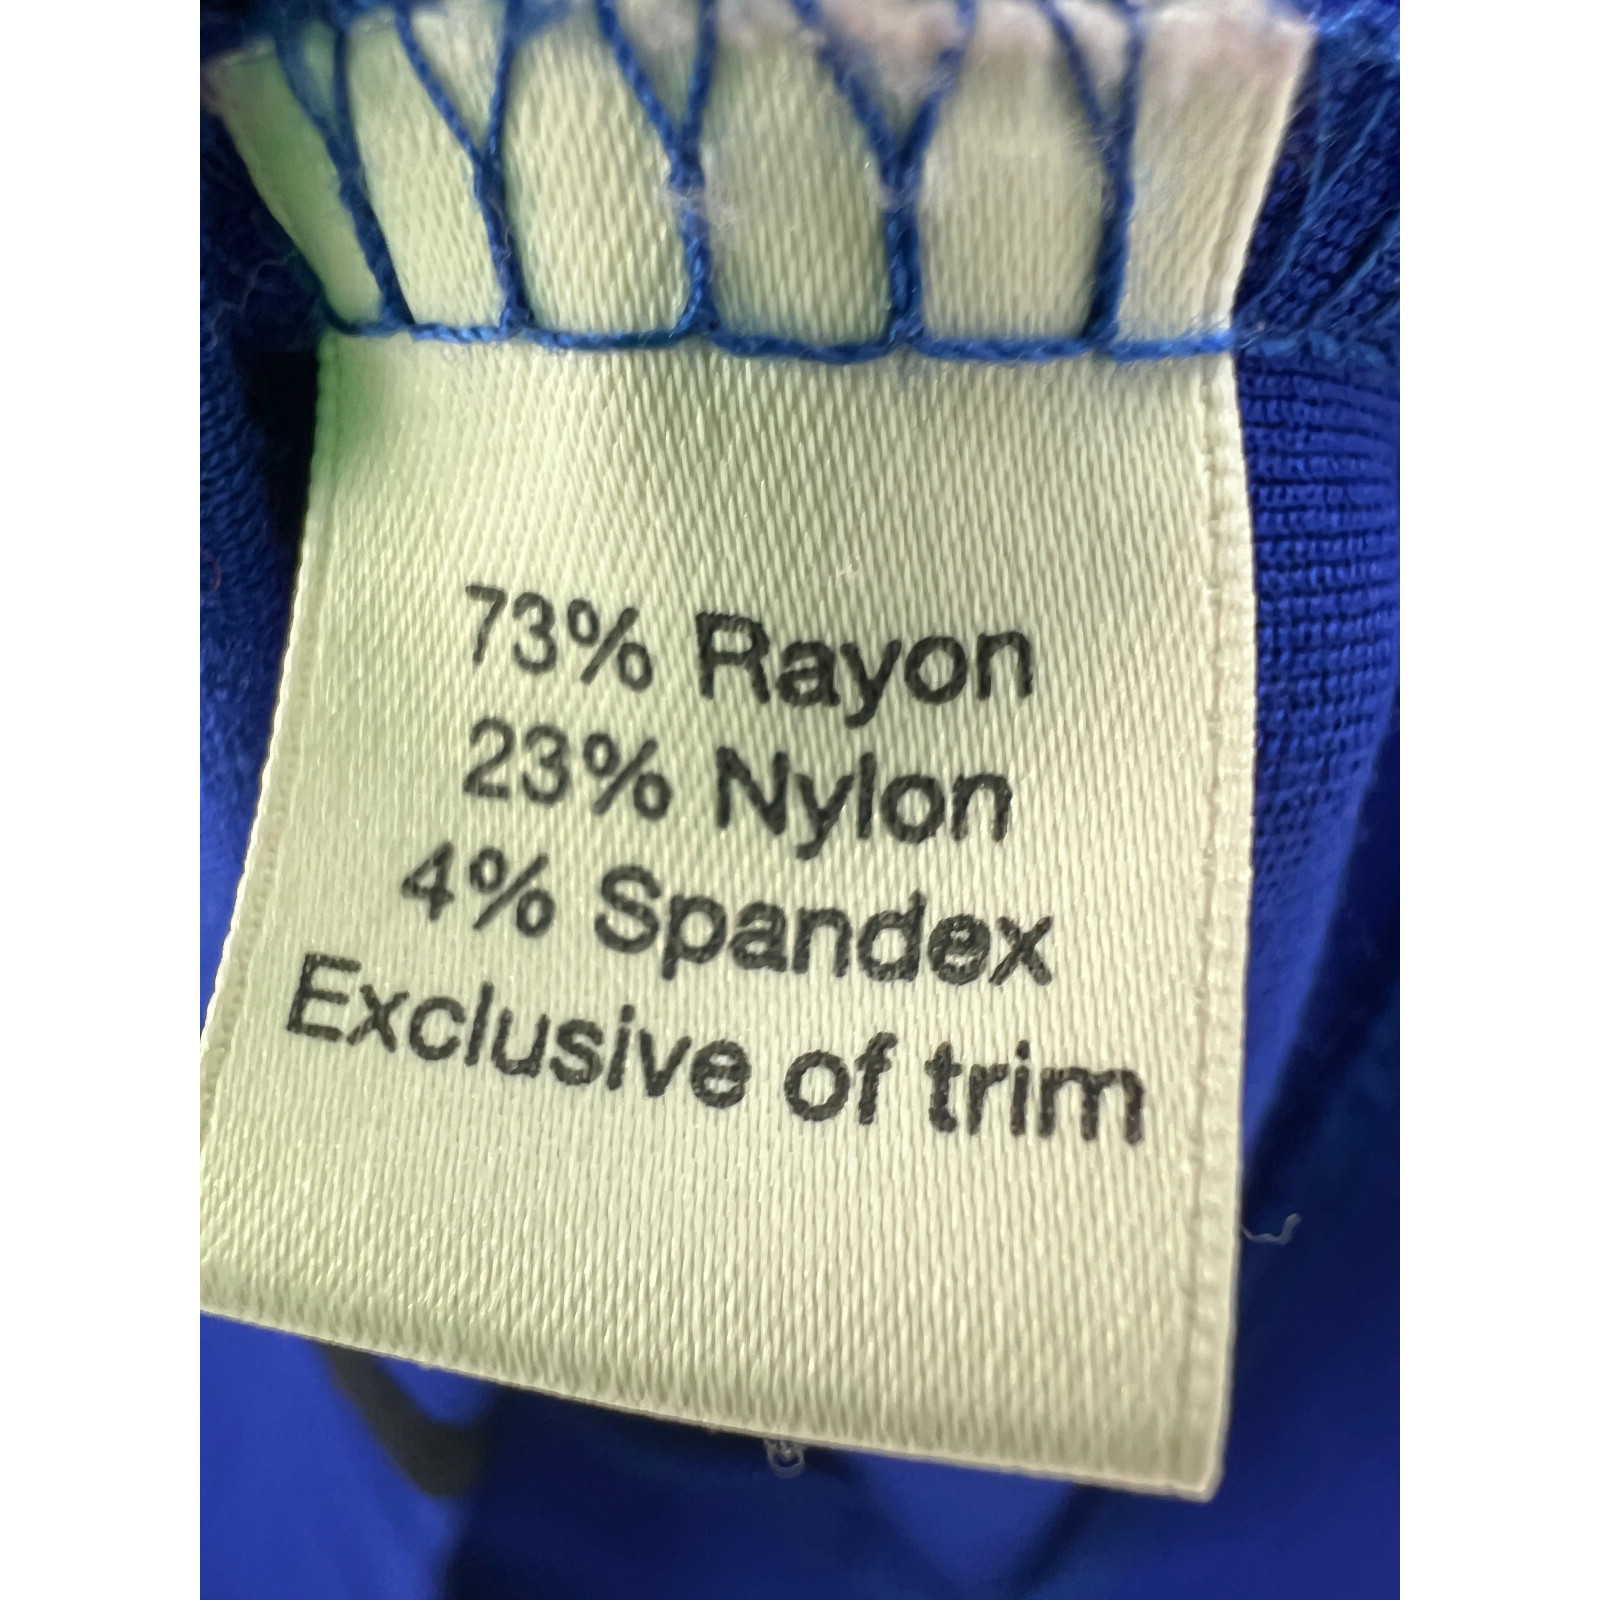 73% Rayon
23% Nylon
4% Spandex
Exclusive of trim